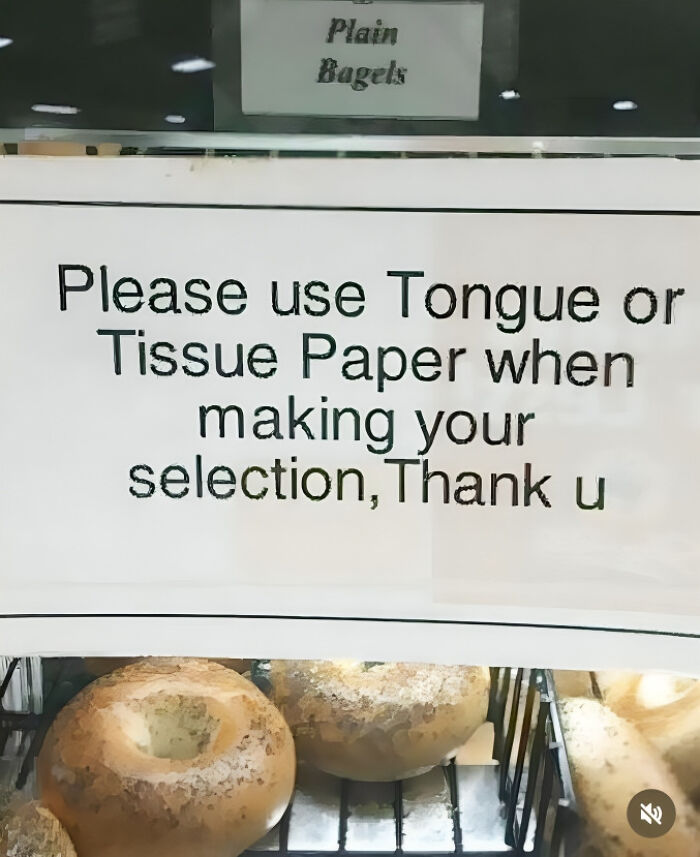 Plain
Bagels
Please use Tongue or
Tissue Paper when
making your
selection,Thank u